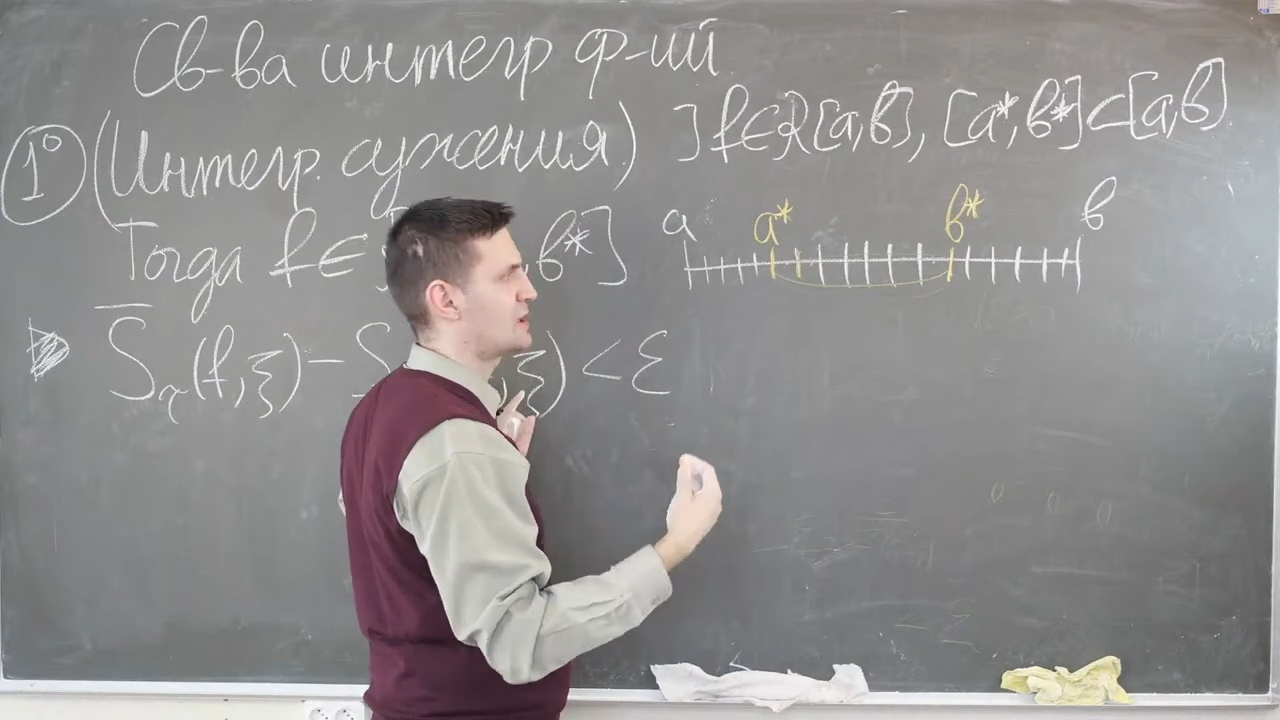 Св-ва интегр ф-ий
1° (Интегр. сужения) ] f∈R[a,b], [a*,b*]⊂[a,b].
Тогда f∈ b*]
a a* b* b
S̅τ(f,ξ)-S ,ξ) < ε